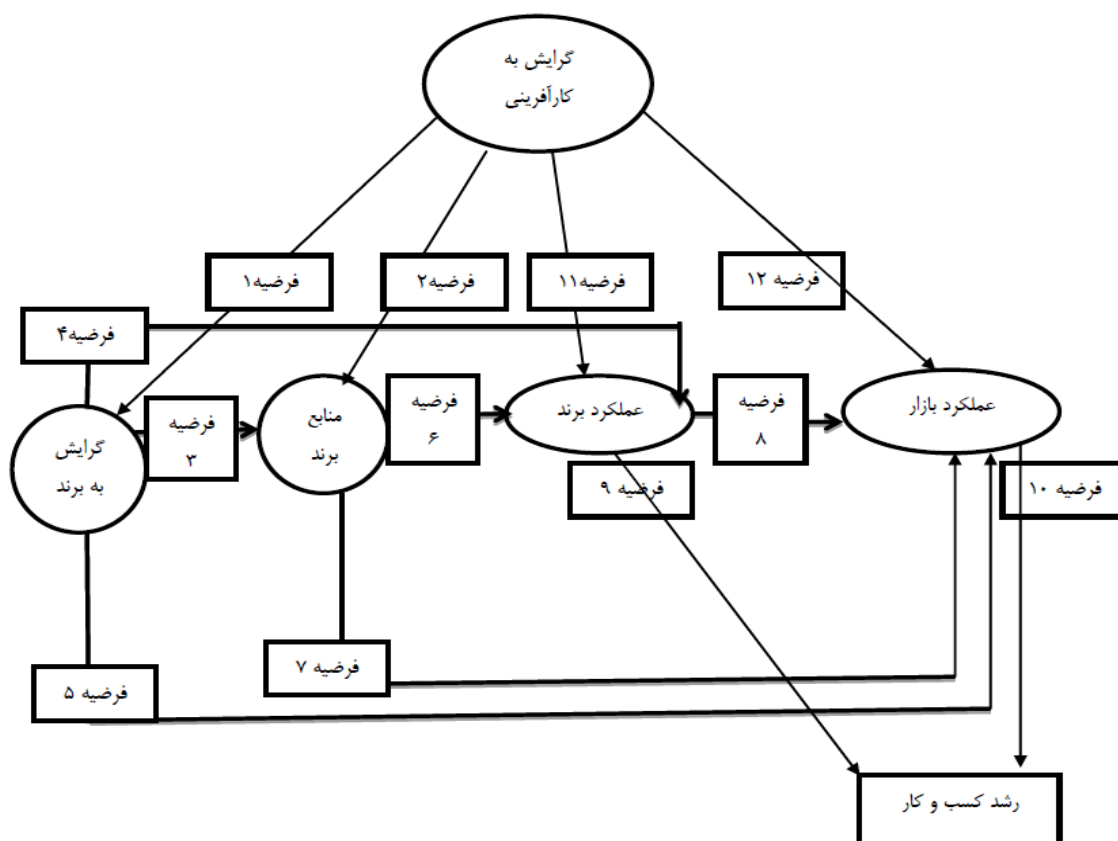 گرایش به
کارآفرینی
فرضیه۱
فرضیه۲
فرضیه۱۱
فرضیه ۱۲
فرضیه۴
گرایش
به برند
فرضیه
۳
منابع
برند
فرضیه
۶
عملکرد برند
فرضیه
۸
عملکرد بازار
فرضیه ۹
فرضیه ۱۰
فرضیه ۵
فرضیه ۷
رشد کسب و کار